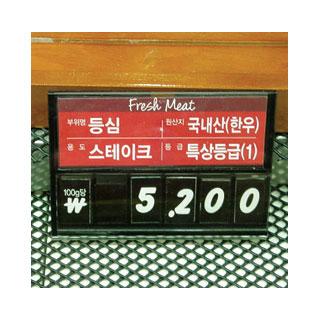 Fresh Meat
부위명 등심 원산지 국내산(한우)
용도 스테이크 등급 특상등급(1)
100g당
₩ 5.200